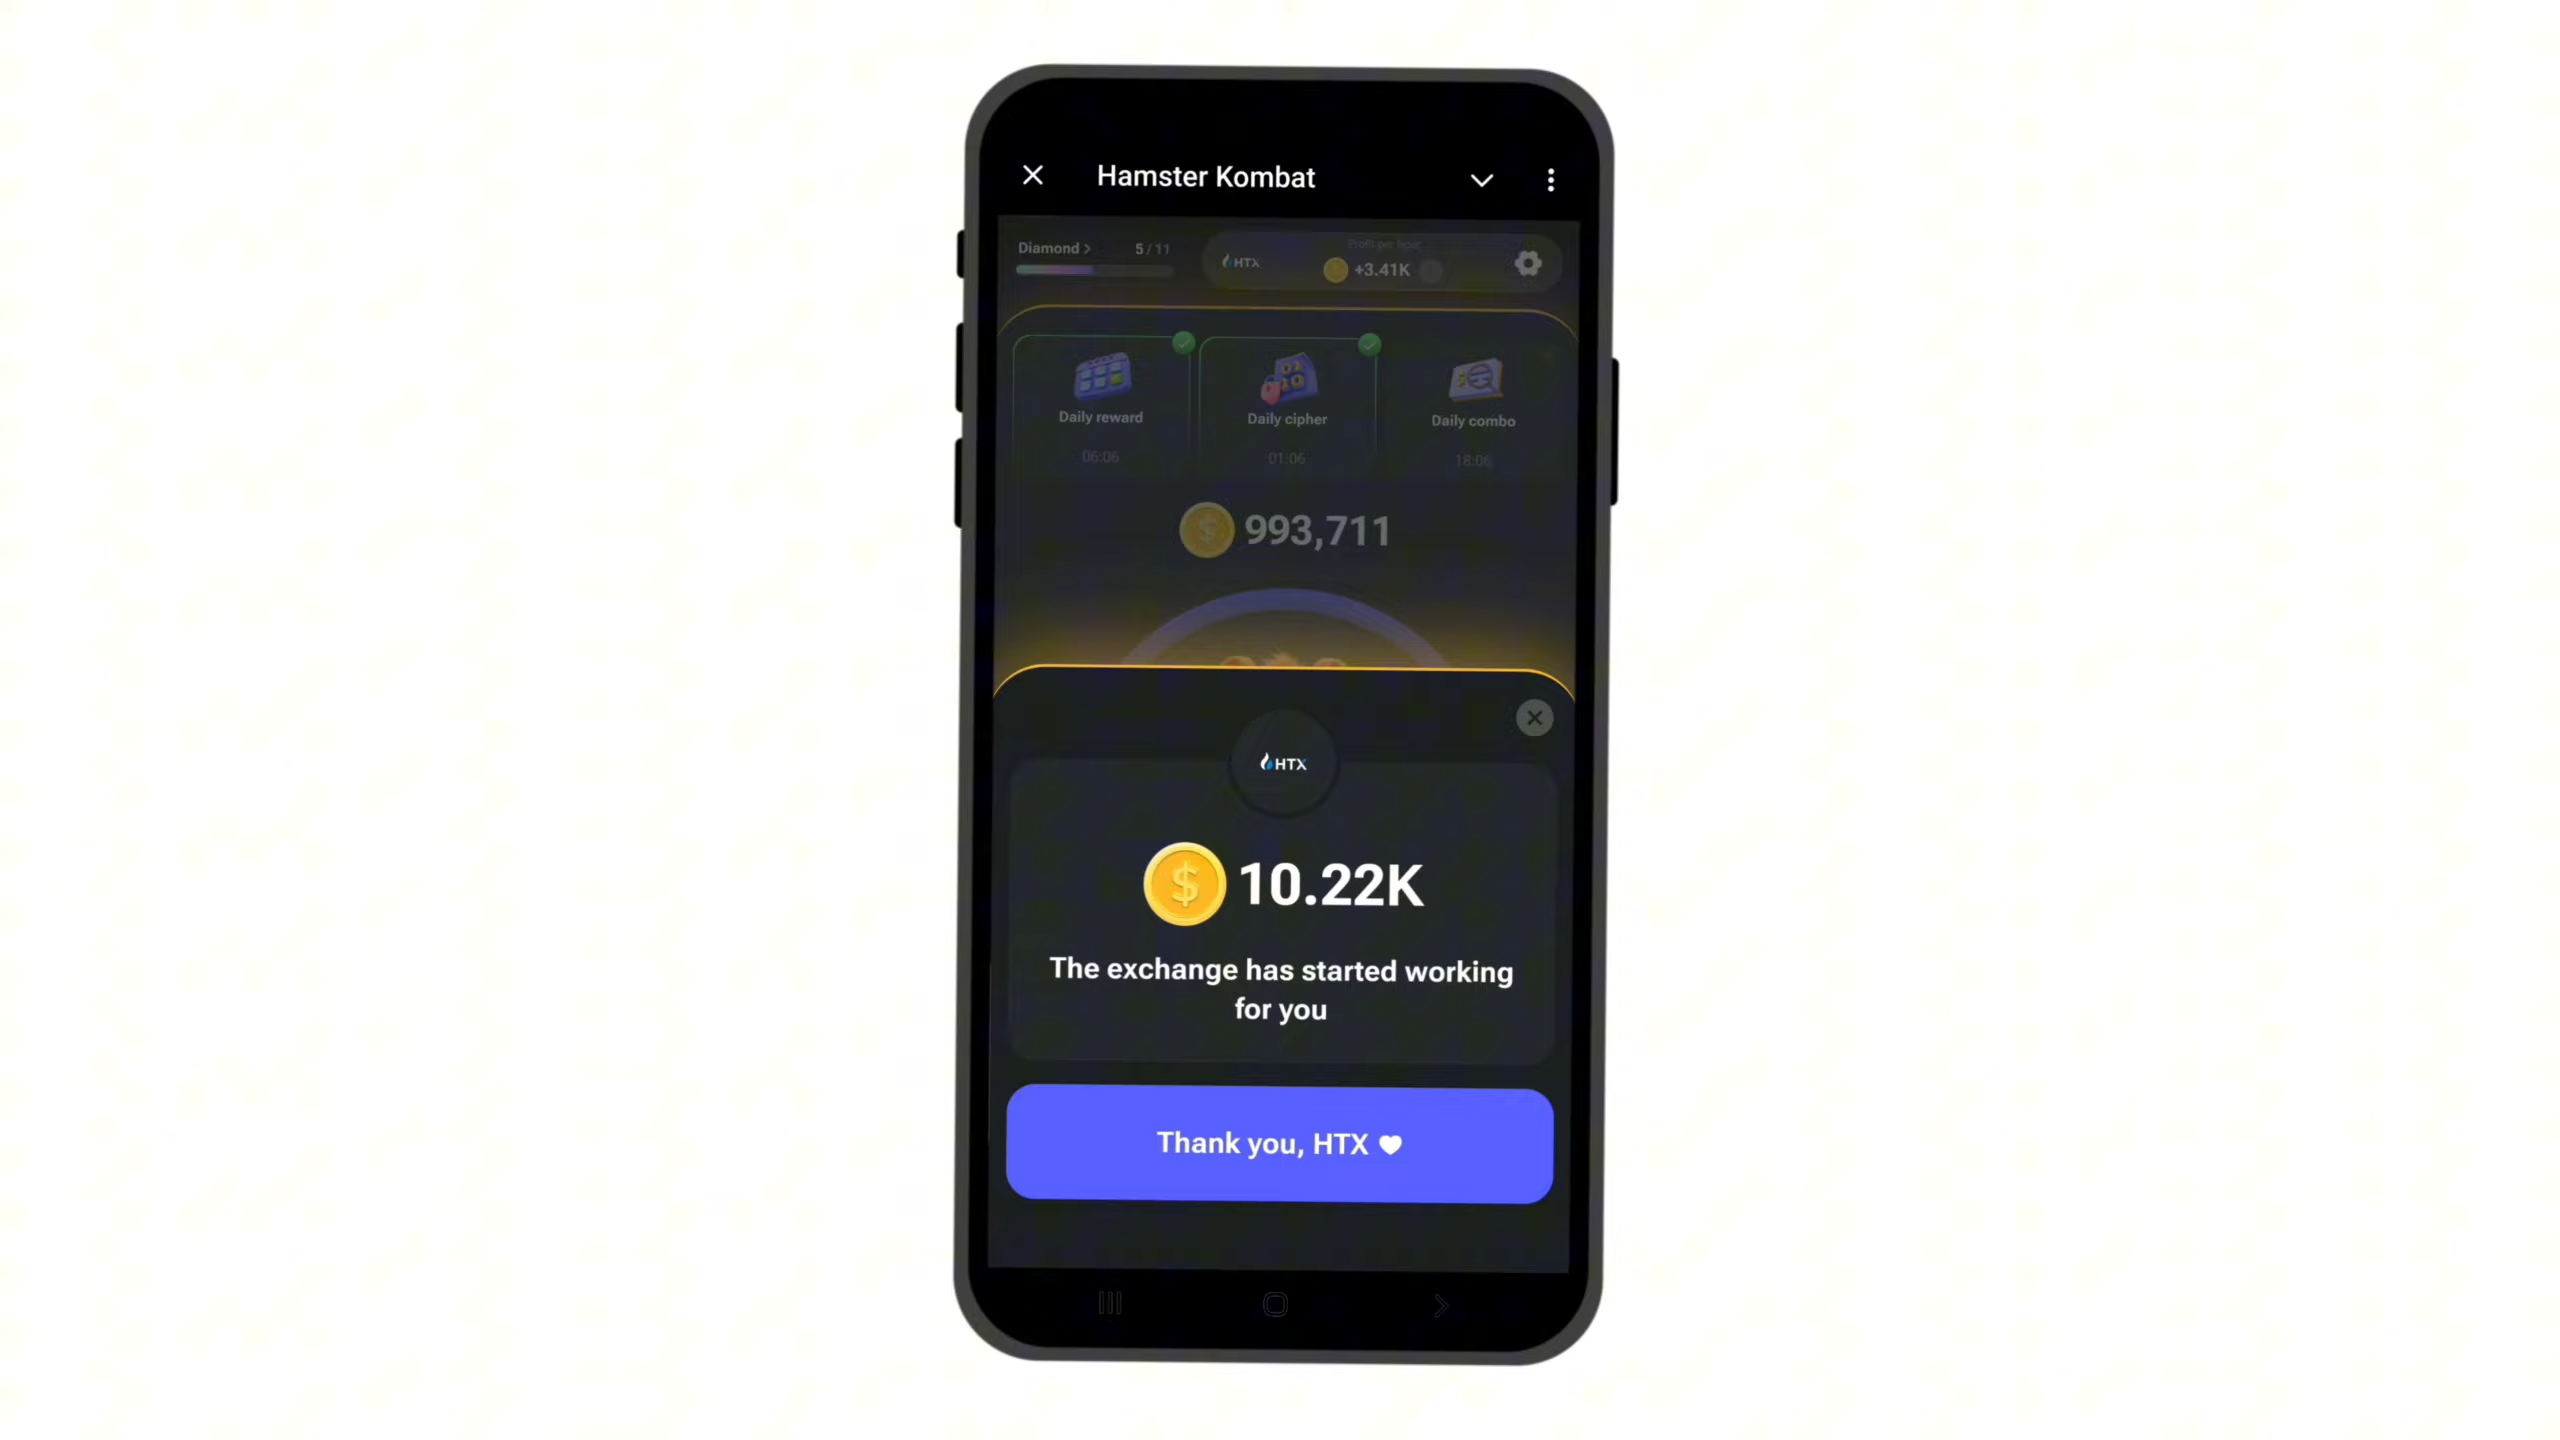 Hamster Kombat
Diamond > 5 / 11
HTX
Profit per hour
+3.41K
Daily reward
06:06
Daily cipher
01:06
Daily combo
18:06
993,711
HTX
10.22K
The exchange has started working
for you
Thank you, HTX